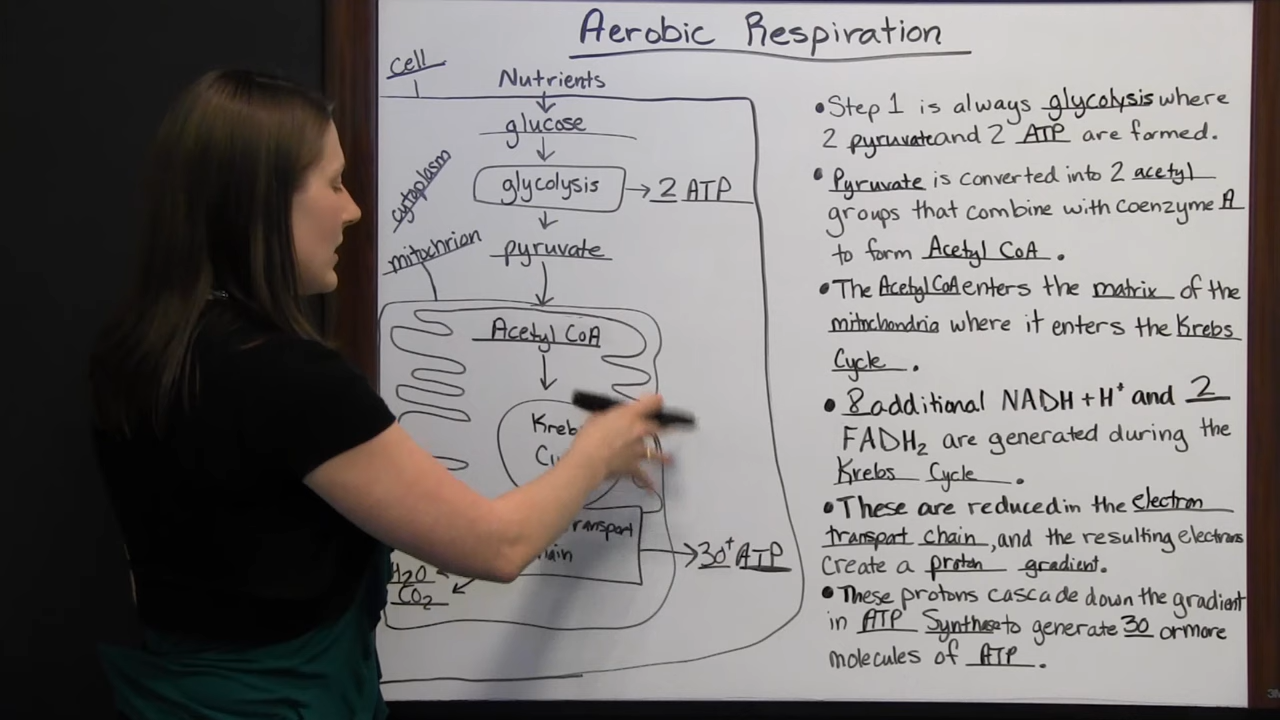 Aerobic Respiration
cell
Nutrients
glucose
cytoplasm
glycolysis → 2 ATP
mitochrion
pyruvate
Acetyl CoA
Kreb
transport
30⁺ ATP
H2O
CO₂
•Step 1 is always glycolysis where
2 pyruvate and 2 ATP are formed.
•Pyruvate is converted into 2 acetyl
groups that combine with coenzyme A
to form Acetyl CoA.
•The Acetyl CoA enters the matrix of the
mitochondria where it enters the Krebs
Cycle.
•8 additional NADH + H⁺ and 2
FADH₂ are generated during the
Krebs Cycle.
•These are reduced in the electron
transport chain, and the resulting electrons
create a proton gradient.
•These protons cascade down the gradient
in ATP Synthase to generate 30 or more
molecules of ATP.